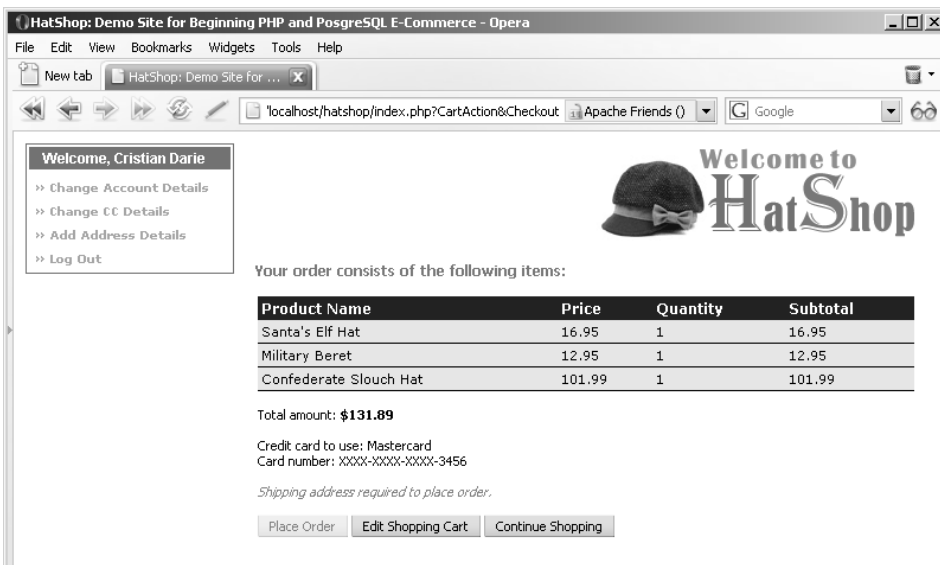 HatShop: Demo Site for Beginning PHP and PosgreSQL E-Commerce - Opera
File Edit View Bookmarks Widgets Tools Help
New tab HatShop: Demo Site for ... X
'localhost/hatshop/index.php?CartAction&Checkout Apache Friends () G Google
Welcome, Cristian Darie
» Change Account Details
» Change CC Details
» Add Address Details
» Log Out
Welcome to
HatShop
Your order consists of the following items:
Product Name Price Quantity Subtotal
Santa's Elf Hat 16.95 1 16.95
Military Beret 12.95 1 12.95
Confederate Slouch Hat 101.99 1 101.99
Total amount: $131.89
Credit card to use: Mastercard
Card number: XXXX-XXXX-XXXX-3456
Shipping address required to place order.
Place Order Edit Shopping Cart Continue Shopping